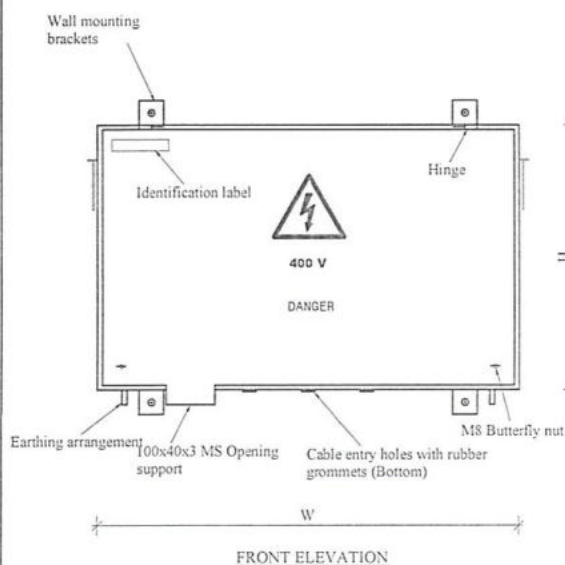 Wall mounting
brackets
Hinge
Identification label
400 V
DANGER
Earthing arrangement
100x40x3 MS Opening
support
Cable entry holes with rubber
grommets (Bottom)
M8 Butterfly nut
W
FRONT ELEVATION